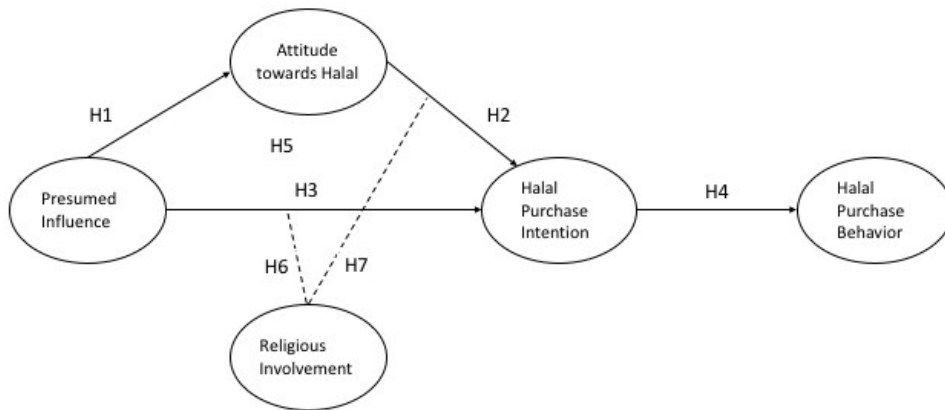 Attitude
towards Halal
H1
H2
H5
Presumed
Influence
H3
Halal
Purchase
Intention
H4
Halal
Purchase
Behavior
H6
H7
Religious
Involvement